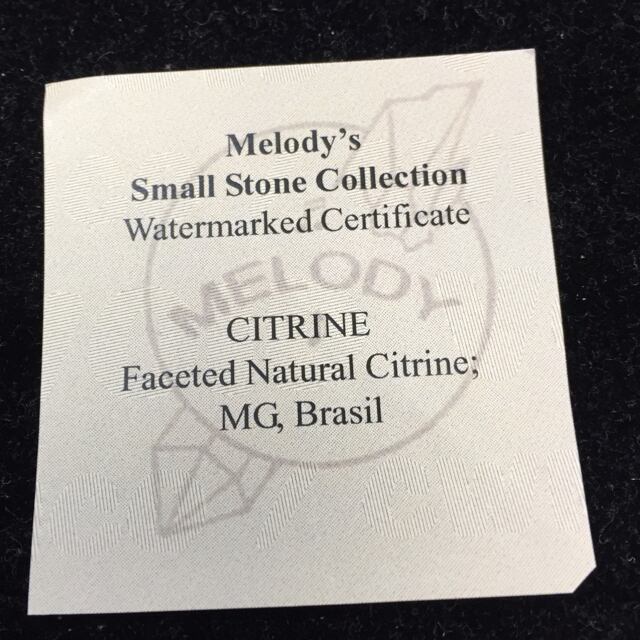 Melody's
Small Stone Collection
Watermarked Certificate
MELODY
CITRINE
Faceted Natural Citrine;
MG, Brasil